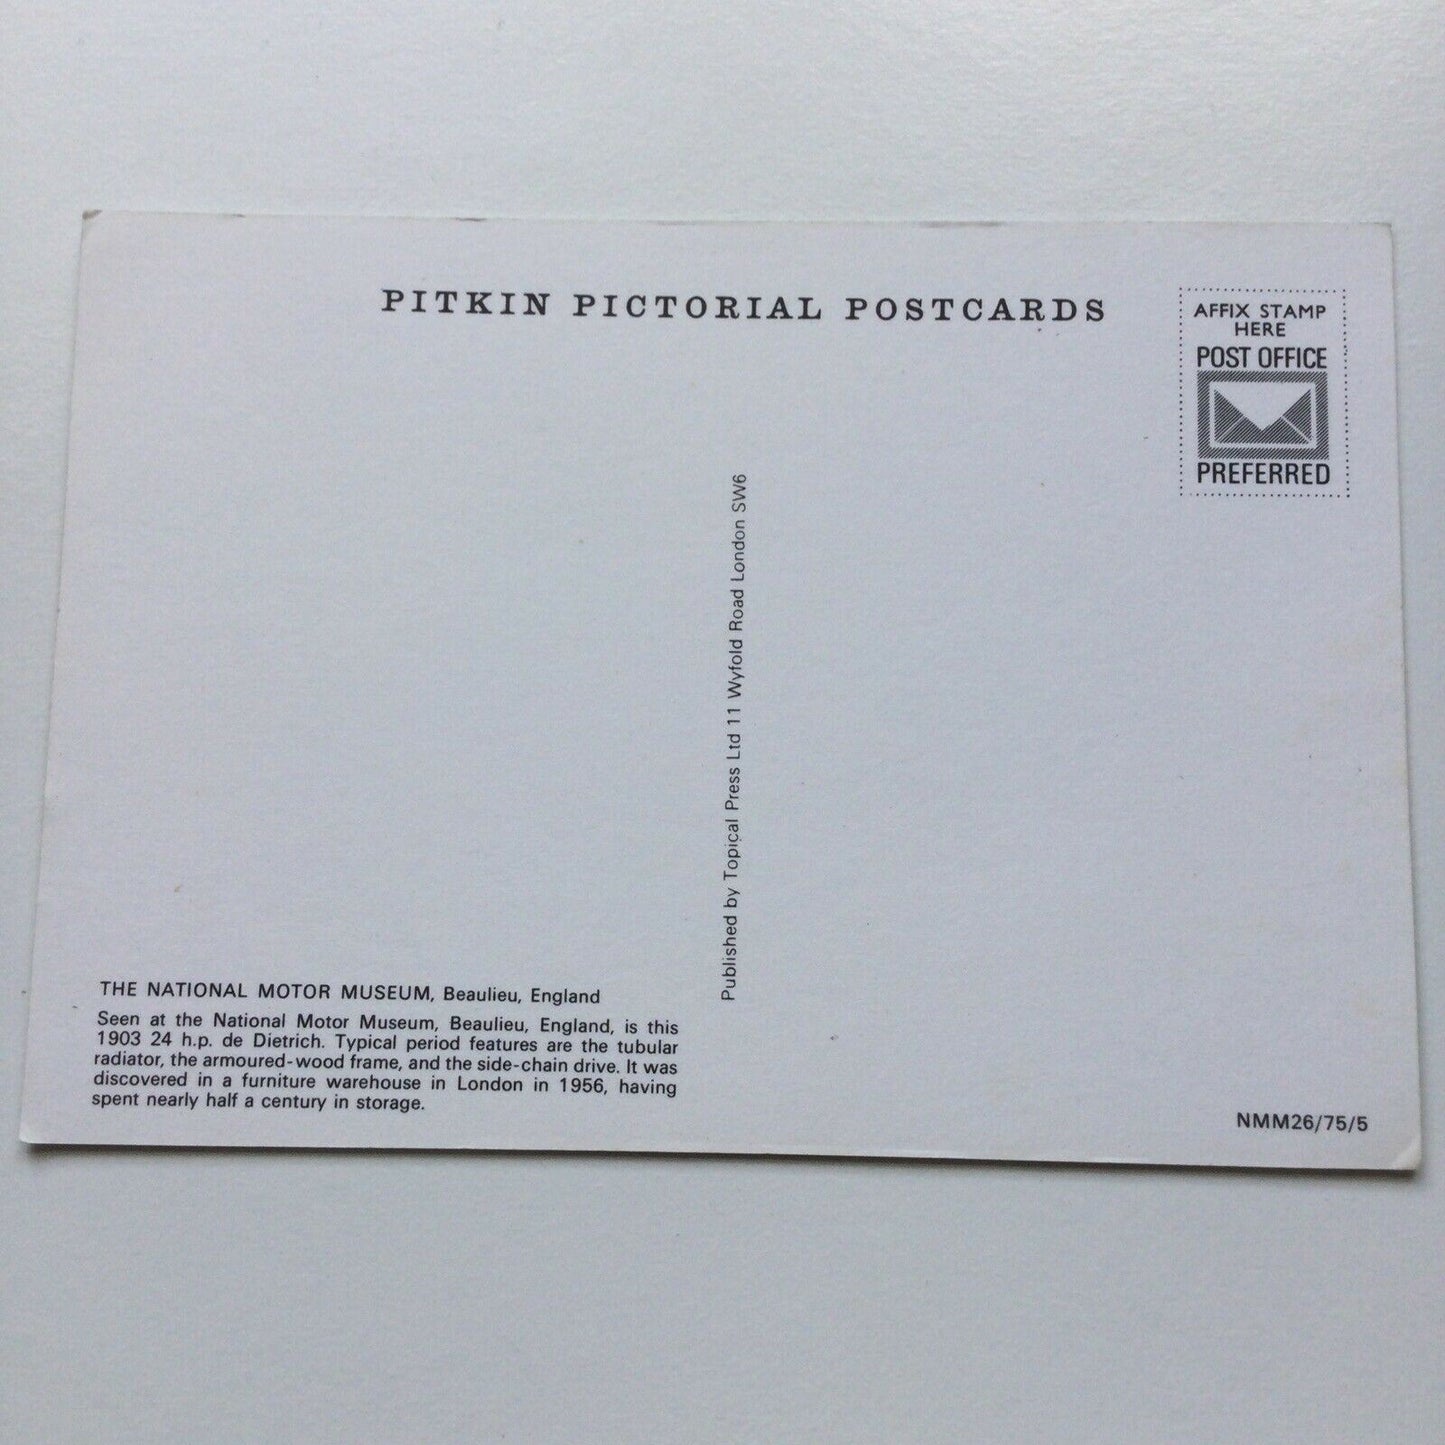 PITKIN PICTORIAL POSTCARDS
AFFIX STAMP
HERE
POST OFFICE
PREFERRED
Published by Topical Press Ltd 11 Wyfold Road London SW6
THE NATIONAL MOTOR MUSEUM, Beaulieu, England
Seen at the National Motor Museum, Beaulieu, England, is this
1903 24 h.p. de Dietrich. Typical period features are the tubular
radiator, the armoured-wood frame, and the side-chain drive. It was
discovered in a furniture warehouse in London in 1956, having
spent nearly half a century in storage.
NMM26/75/5